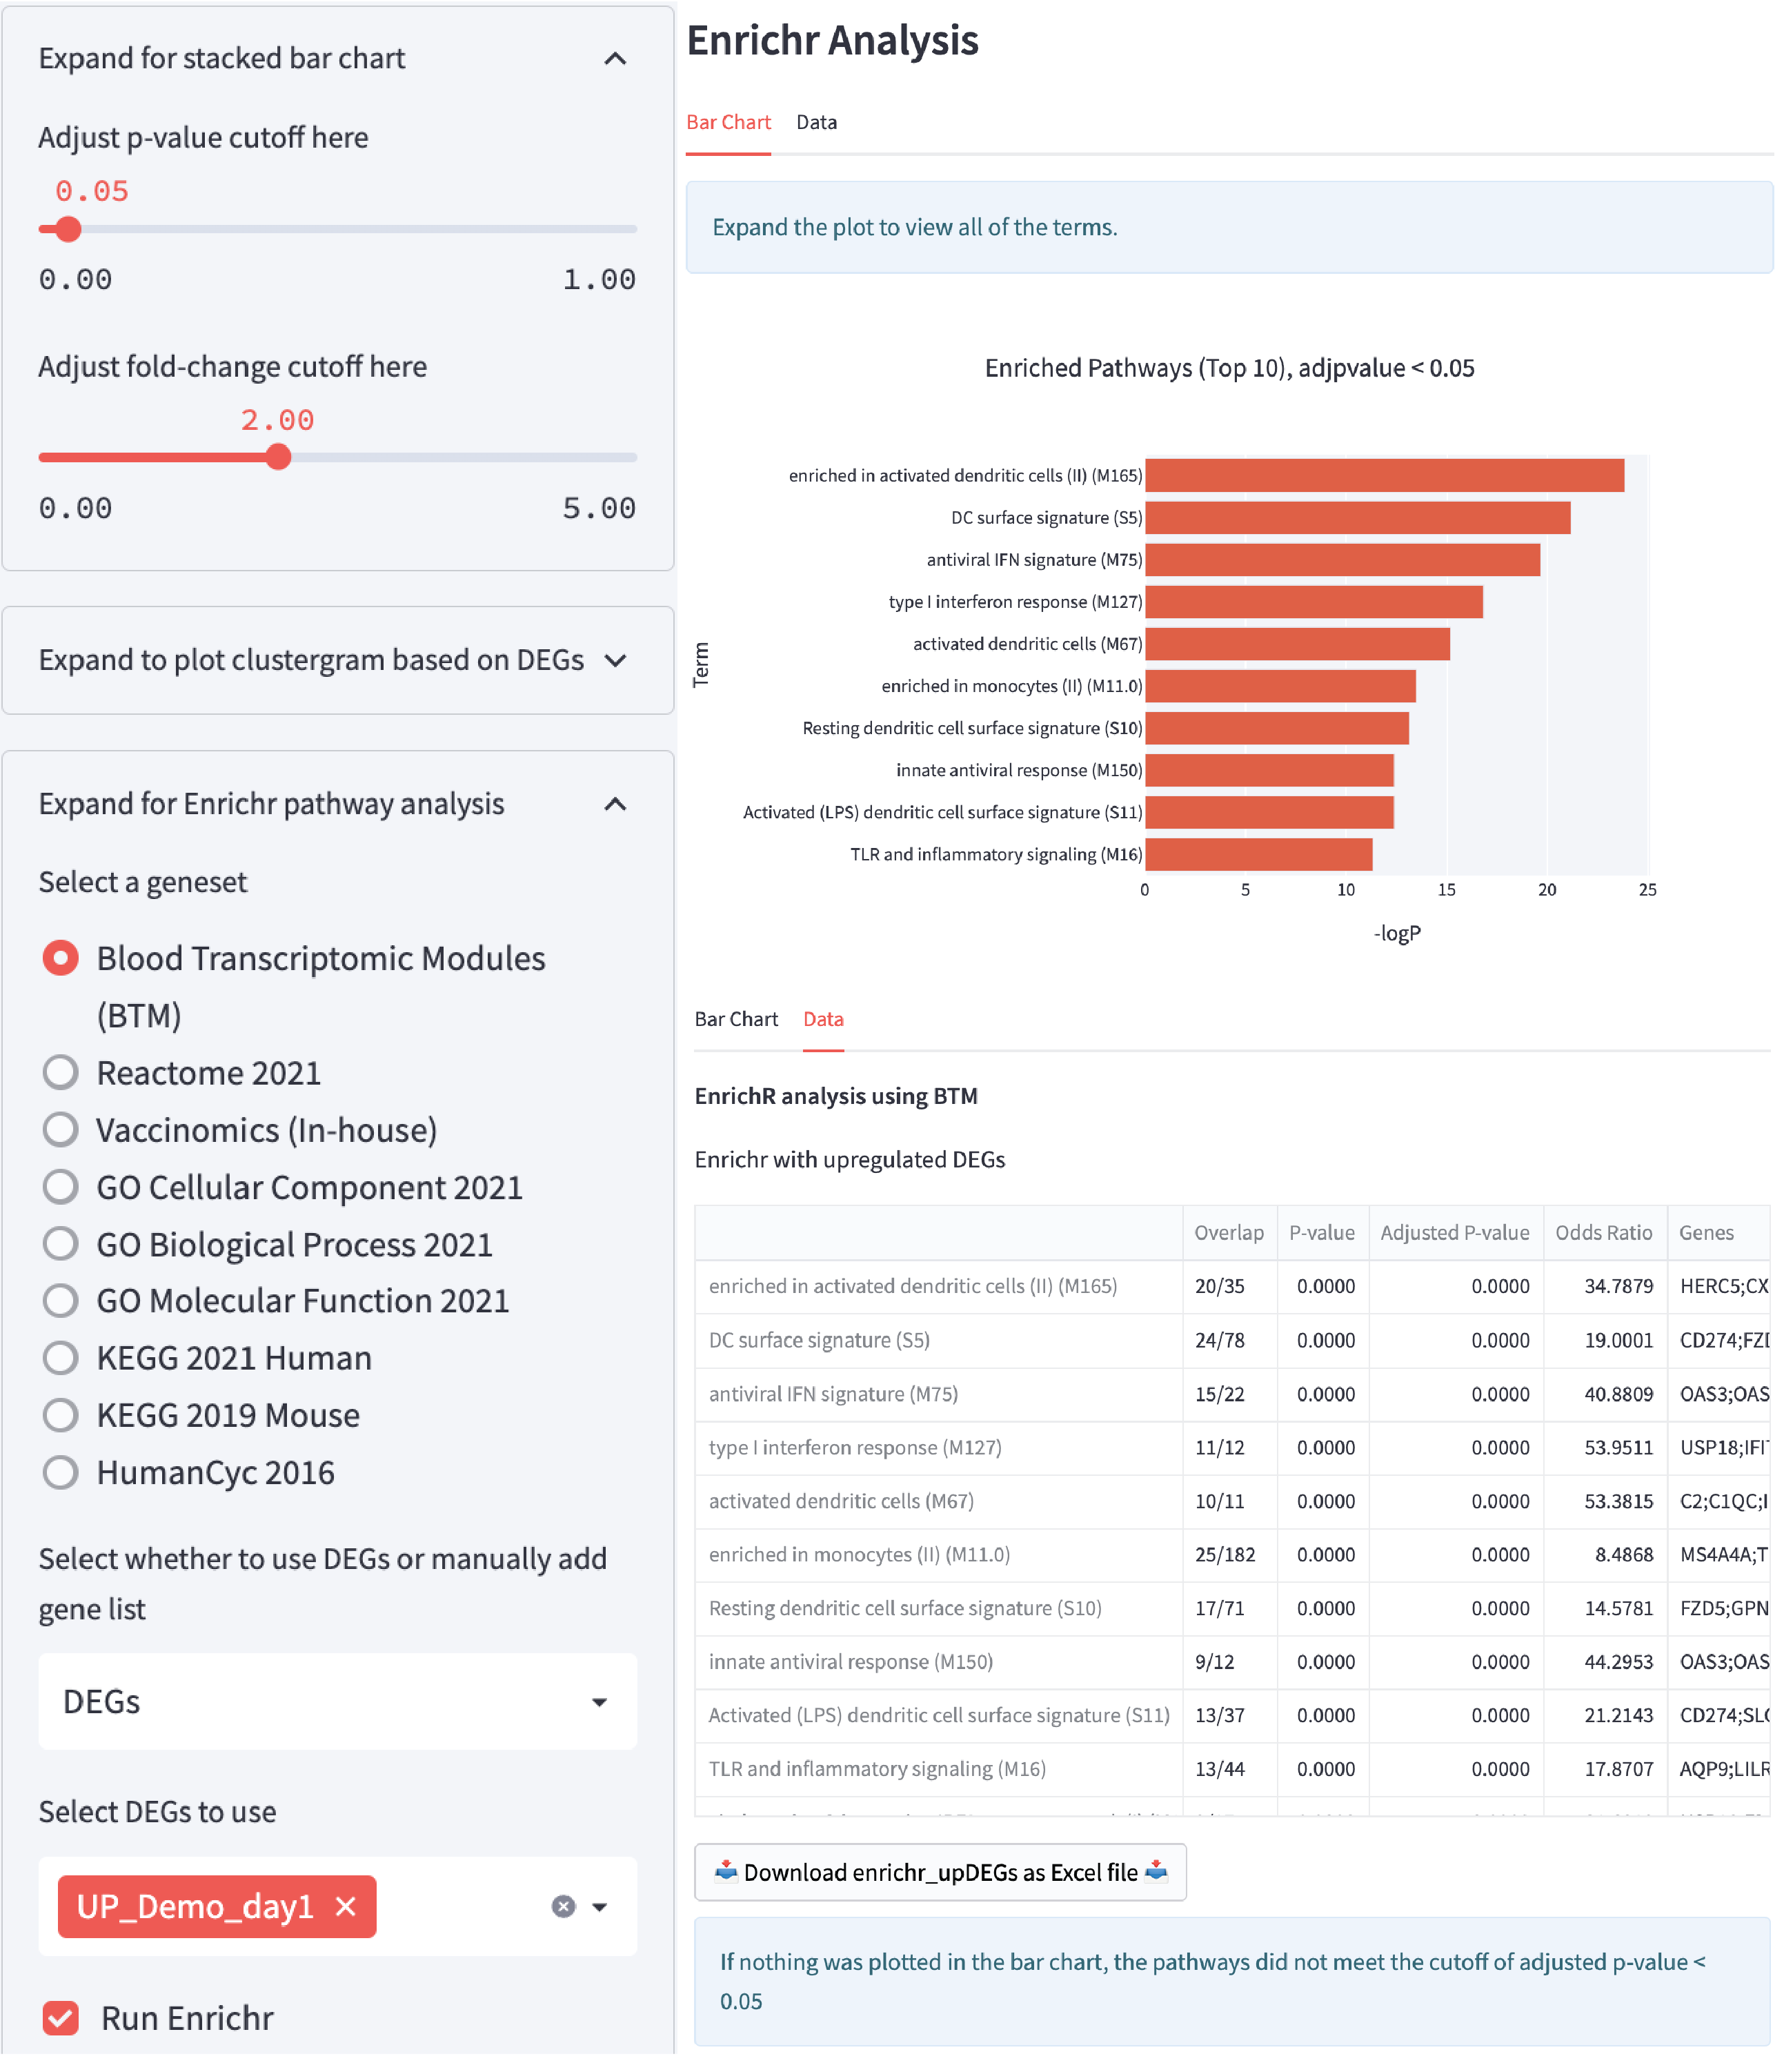 Expand for stacked bar chart
Adjust p-value cutoff here
0.05
0.00 1.00
Adjust fold-change cutoff here
2.00
0.00 5.00
Expand to plot clustergram based on DEGs
Expand for Enrichr pathway analysis
Select a geneset
Blood Transcriptomic Modules
(BTM)
Reactome 2021
Vaccinomics (In-house)
GO Cellular Component 2021
GO Biological Process 2021
GO Molecular Function 2021
KEGG 2021 Human
KEGG 2019 Mouse
HumanCyc 2016
Select whether to use DEGs or manually add
gene list
DEGs
Select DEGs to use
UP_Demo_day1
Run Enrichr
Enrichr Analysis
Bar Chart Data
Expand the plot to view all of the terms.
Enriched Pathways (Top 10), adjpvalue < 0.05
Term
enriched in activated dendritic cells (II) (M165)
DC surface signature (S5)
antiviral IFN signature (M75)
type I interferon response (M127)
activated dendritic cells (M67)
enriched in monocytes (II) (M11.0)
Resting dendritic cell surface signature (S10)
innate antiviral response (M150)
Activated (LPS) dendritic cell surface signature (S11)
TLR and inflammatory signaling (M16)
0 5 10 15 20 25
-logP
Bar Chart Data
EnrichR analysis using BTM
Enrichr with upregulated DEGs
Overlap P-value Adjusted P-value Odds Ratio Genes
enriched in activated dendritic cells (II) (M165) 20/35 0.0000 0.0000 34.7879 HERC5;CX
DC surface signature (S5) 24/78 0.0000 0.0000 19.0001 CD274;FZD
antiviral IFN signature (M75) 15/22 0.0000 0.0000 40.8809 OAS3;OAS
type I interferon response (M127) 11/12 0.0000 0.0000 53.9511 USP18;IFIT
activated dendritic cells (M67) 10/11 0.0000 0.0000 53.3815 C2;C1QC;I
enriched in monocytes (II) (M11.0) 25/182 0.0000 0.0000 8.4868 MS4A4A;T
Resting dendritic cell surface signature (S10) 17/71 0.0000 0.0000 14.5781 FZD5;GPN
innate antiviral response (M150) 9/12 0.0000 0.0000 44.2953 OAS3;OAS
Activated (LPS) dendritic cell surface signature (S11) 13/37 0.0000 0.0000 21.2143 CD274;SL
TLR and inflammatory signaling (M16) 13/44 0.0000 0.0000 17.8707 AQP9;LILR
Download enrichr_upDEGs as Excel file
If nothing was plotted in the bar chart, the pathways did not meet the cutoff of adjusted p-value <
0.05